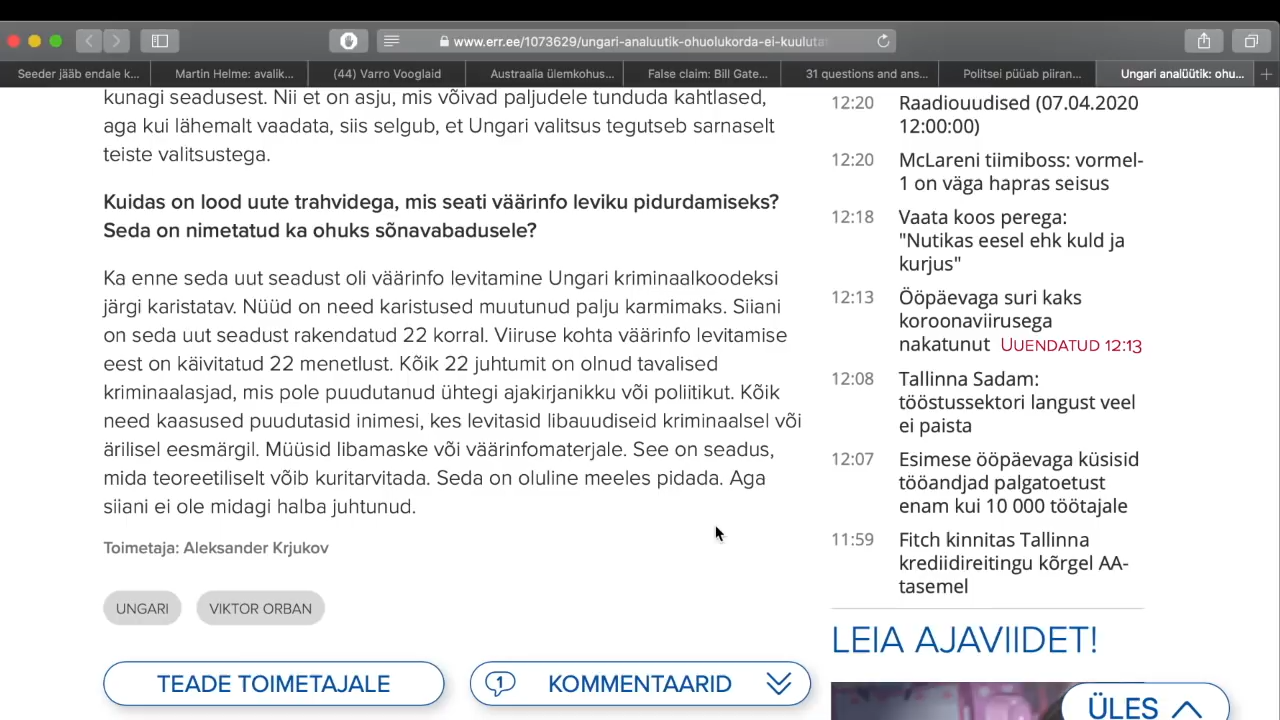 www.err.ee/1073629/ungari-analuutik-ohuolukorda-ei-kuulutat
Seeder jääb endale k...
Martin Helme: avalik...
(44) Varro Vooglaid
Austraalia ülemkohus...
False claim: Bill Gate...
31 questions and ans...
Politsei püüab piiran...
Ungari analüütik: ohu...
kunagi seadusest. Nii et on asju, mis võivad paljudele tunduda kahtlased,
aga kui lähemalt vaadata, siis selgub, et Ungari valitsus tegutseb sarnaselt
teiste valitsustega.
Kuidas on lood uute trahvidega, mis seati väärinfo leviku pidurdamiseks?
Seda on nimetatud ka ohuks sõnavabadusele?
Ka enne seda uut seadust oli väärinfo levitamine Ungari kriminaalkoodeksi
järgi karistatav. Nüüd on need karistused muutunud palju karmimaks. Siiani
on seda uut seadust rakendatud 22 korral. Viiruse kohta väärinfo levitamise
eest on käivitatud 22 menetlust. Kõik 22 juhtumit on olnud tavalised
kriminaalasjad, mis pole puudutanud ühtegi ajakirjanikku või poliitikut. Kõik
need kaasused puudutasid inimesi, kes levitasid libauudiseid kriminaalsel või
ärilisel eesmärgil. Müüsid libamaske või väärinfomaterjale. See on seadus,
mida teoreetiliselt võib kuritarvitada. Seda on oluline meeles pidada. Aga
siiani ei ole midagi halba juhtunud.
Toimetaja: Aleksander Krjukov
UNGARI
VIKTOR ORBAN
TEADE TOIMETAJALE
1 KOMMENTAARID
12:20 Raadiouudised (07.04.2020
12:00:00)
12:20 McLareni tiimiboss: vormel-
1 on väga hapras seisus
12:18 Vaata koos perega:
"Nutikas eesel ehk kuld ja
kurjus"
12:13 Ööpäevaga suri kaks
koroonaviirusega
nakatunut UUENDATUD 12:13
12:08 Tallinna Sadam:
tööstussektori langust veel
ei paista
12:07 Esimese ööpäevaga küsisid
tööandjad palgatoetust
enam kui 10 000 töötajale
11:59 Fitch kinnitas Tallinna
krediidireitingu kõrgel AA-
tasemel
LEIA AJAVIIDET!
ÜLES